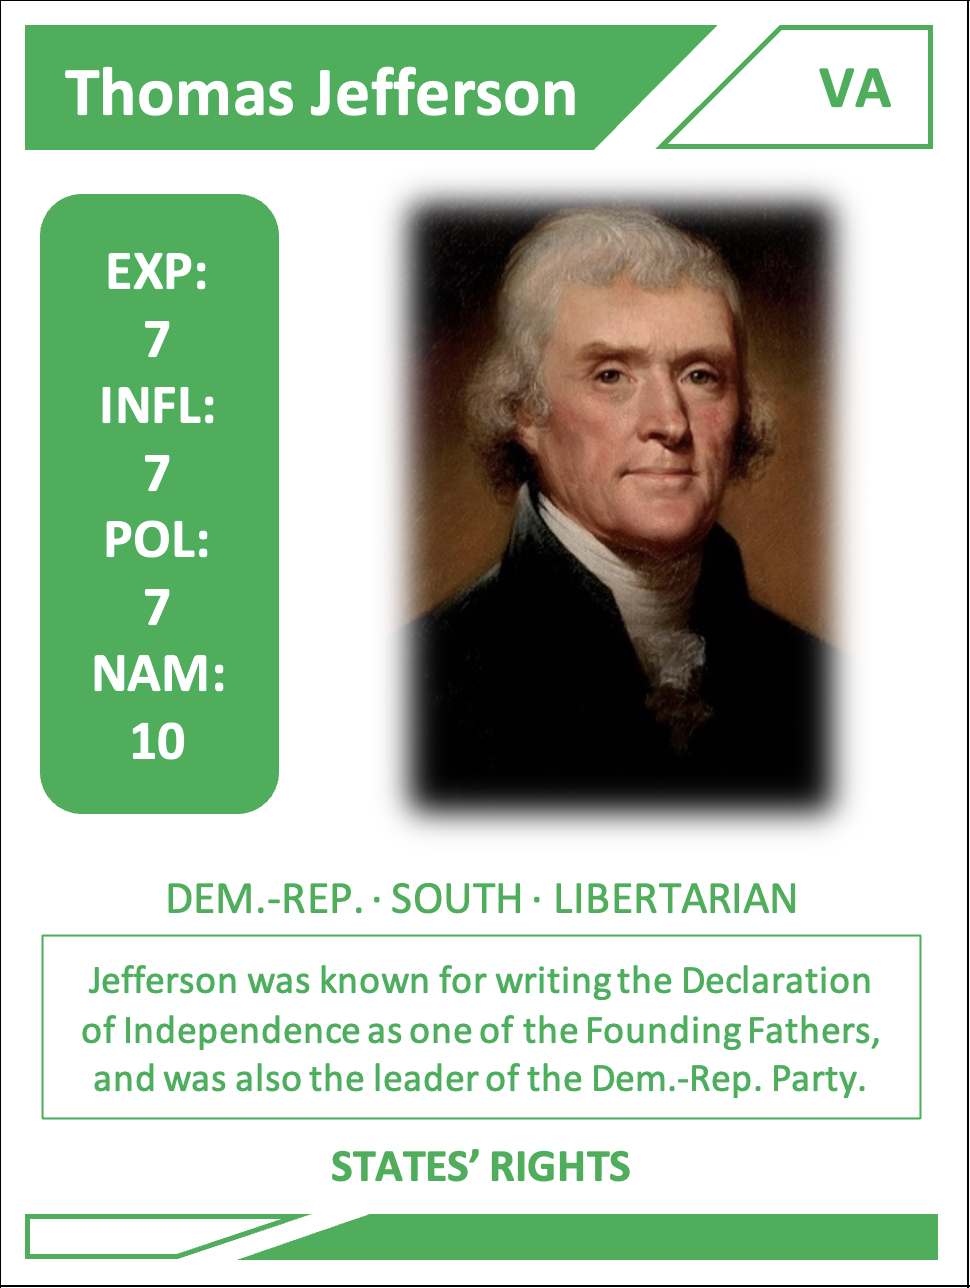 Thomas Jefferson
VA
EXP:
7
INFL:
7
POL:
7
NAM:
10
DEM.-REP. · SOUTH · LIBERTARIAN
Jefferson was known for writing the Declaration
of Independence as one of the Founding Fathers,
and was also the leader of the Dem.-Rep. Party.
STATES’ RIGHTS